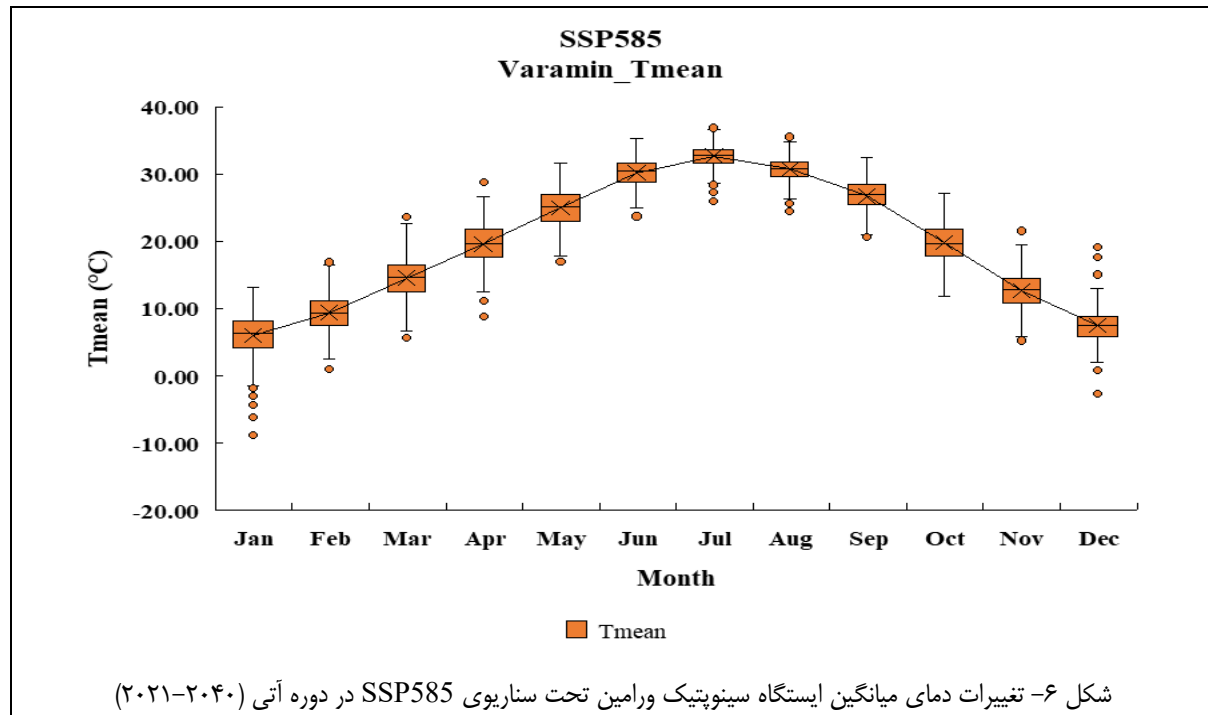 SSP585
Varamin_Tmean
40.00
30.00
20.00
10.00
0.00
-10.00
-20.00
Tmean (°C)
Jan Feb Mar Apr May Jun Jul Aug Sep Oct Nov Dec
Month
Tmean
شکل ۶- تغییرات دمای میانگین ایستگاه سینوپتیک ورامین تحت سناریوی SSP585 در دوره آتی (۲۰۴۰-۲۰۲۱)